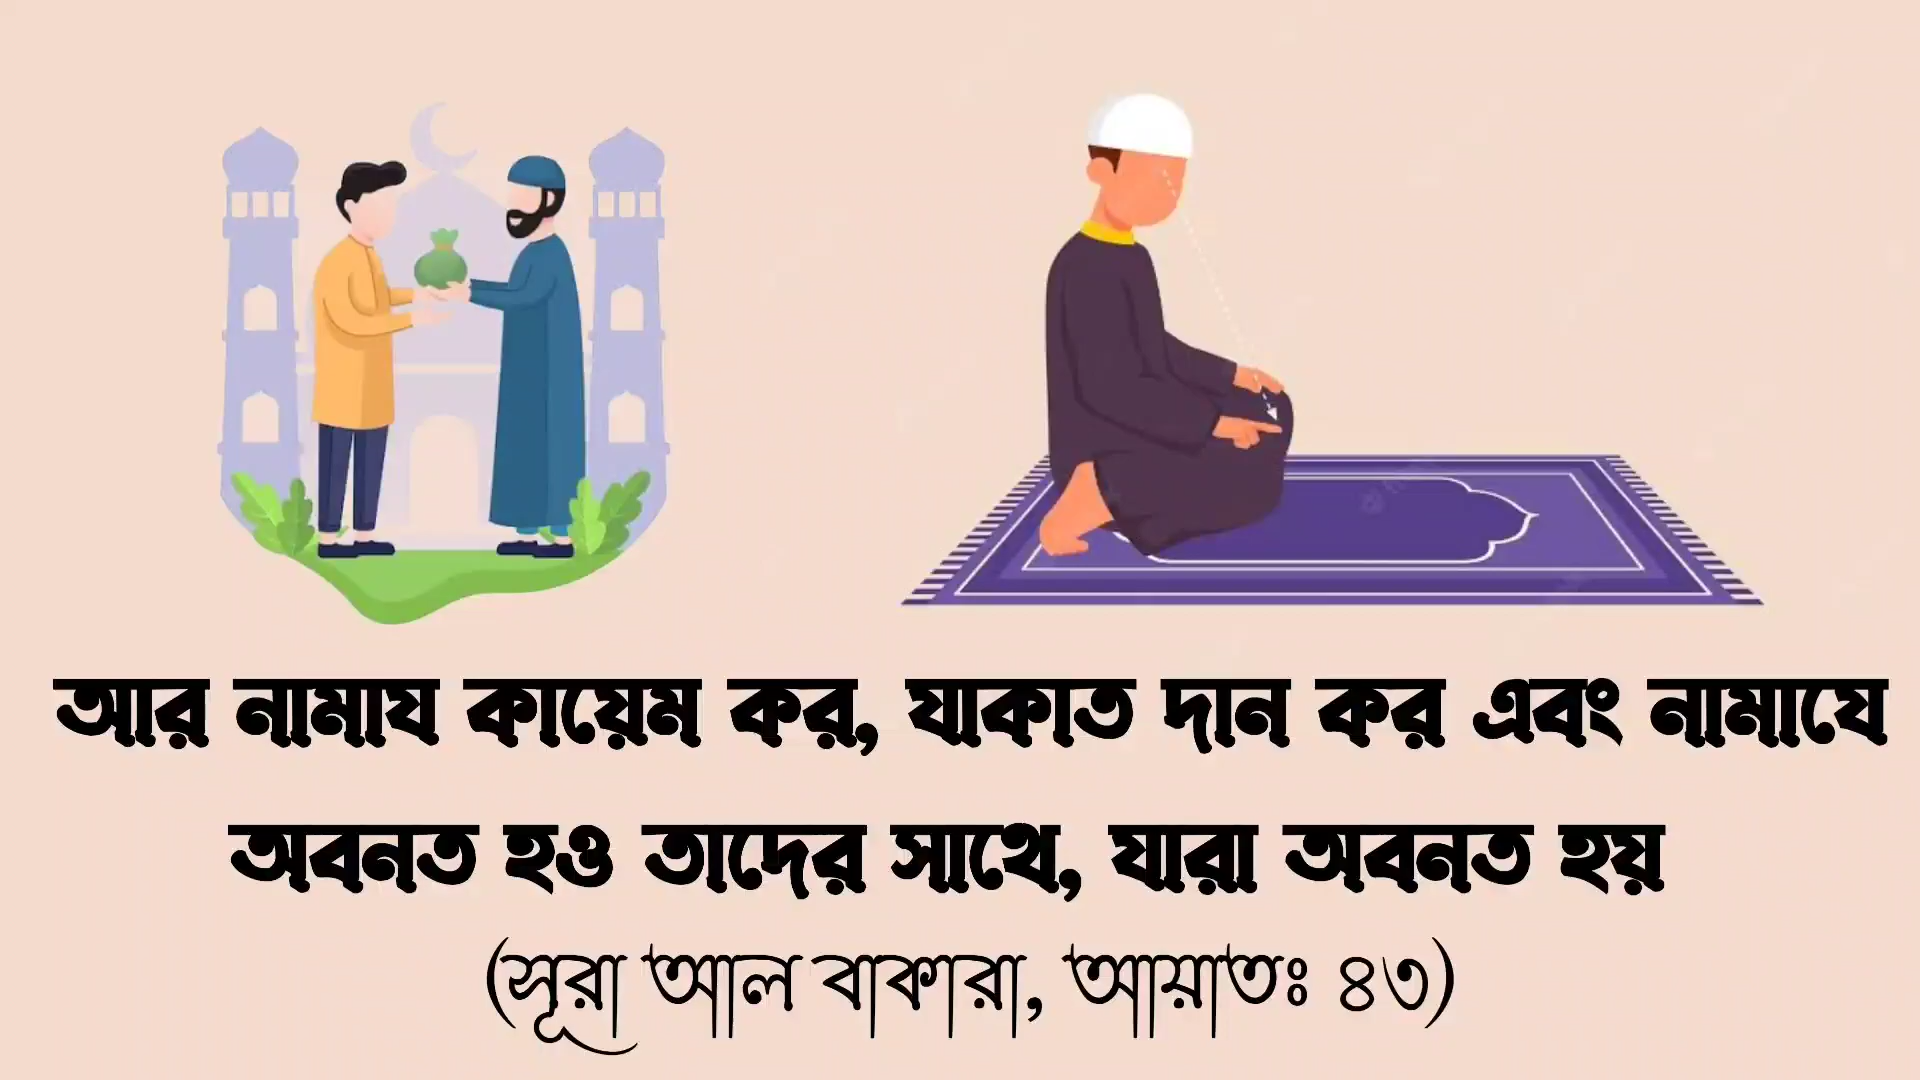 আর নামায কায়েম কর, যাকাত দান কর এবং নামাযে
অবনত হও তাদের সাথে, যারা অবনত হয়
(সূরা আল বাকারা, আয়াতঃ ৪৩)